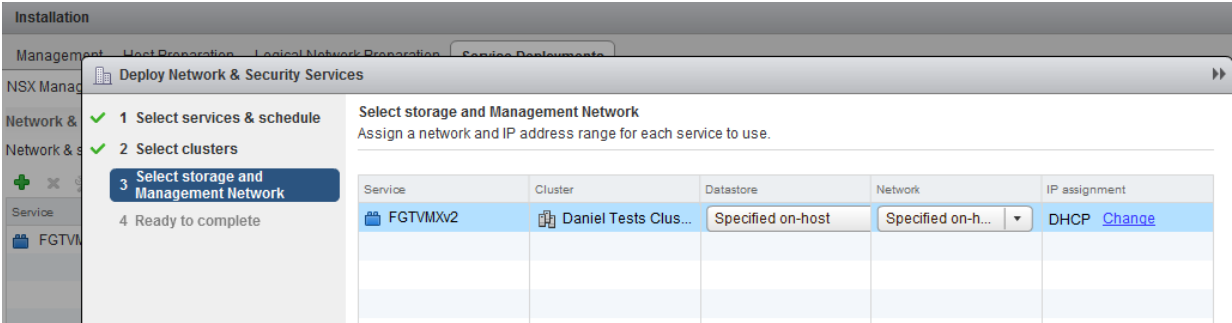 Installation
Management Host Preparation Logical Network Preparation Service Deployments
Deploy Network & Security Services
NSX Manag
Network &
Network & s
1 Select services & schedule
2 Select clusters
3 Select storage and
Management Network
4 Ready to complete
Service
FGTVM
Select storage and Management Network
Assign a network and IP address range for each service to use.
Service Cluster Datastore Network IP assignment
FGTVMXv2 Daniel Tests Clus... Specified on-host Specified on-h... DHCP Change